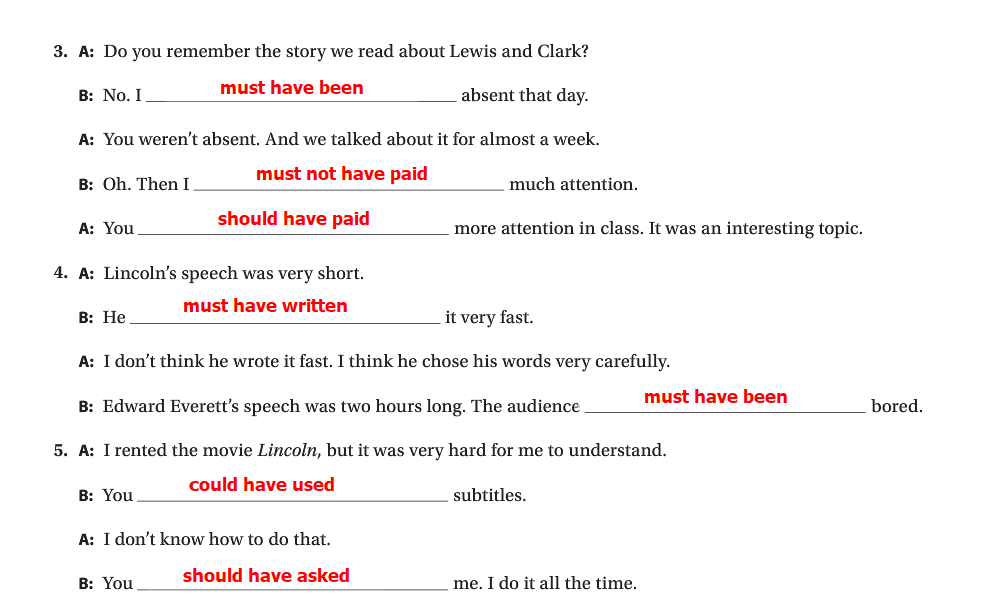 3. A: Do you remember the story we read about Lewis and Clark?
B: No. I must have been absent that day.
A: You weren’t absent. And we talked about it for almost a week.
B: Oh. Then I must not have paid much attention.
A: You should have paid more attention in class. It was an interesting topic.
4. A: Lincoln’s speech was very short.
B: He must have written it very fast.
A: I don’t think he wrote it fast. I think he chose his words very carefully.
B: Edward Everett’s speech was two hours long. The audience must have been bored.
5. A: I rented the movie Lincoln, but it was very hard for me to understand.
B: You could have used subtitles.
A: I don’t know how to do that.
B: You should have asked me. I do it all the time.